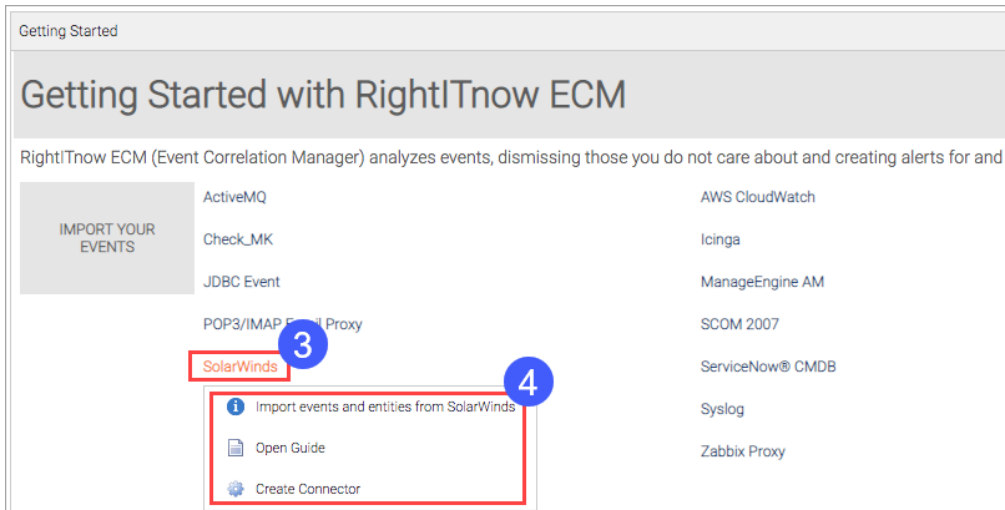 Getting Started
Getting Started with RightITnow ECM
RightITnow ECM (Event Correlation Manager) analyzes events, dismissing those you do not care about and creating alerts for and
IMPORT YOUR
EVENTS
ActiveMQ
AWS CloudWatch
Check_MK
Icinga
JDBC Event
ManageEngine AM
POP3/IMAP Proxy
SCOM 2007
3
SolarWinds
ServiceNow® CMDB
4
Import events and entities from SolarWinds
Syslog
Open Guide
Zabbix Proxy
Create Connector